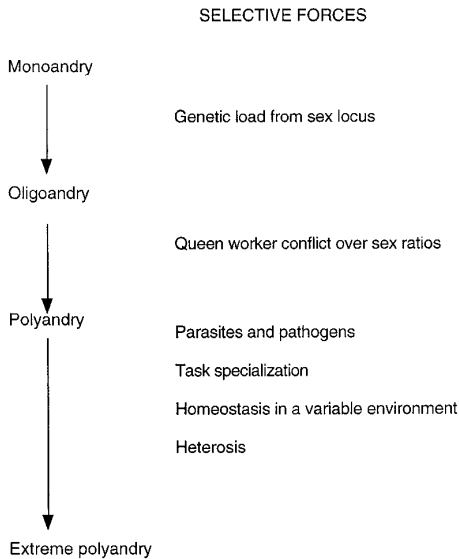 SELECTIVE FORCES
Monoandry
Genetic load from sex locus
Oligoandry
Queen worker conflict over sex ratios
Polyandry
Parasites and pathogens
Task specialization
Homeostasis in a variable environment
Heterosis
Extreme polyandry